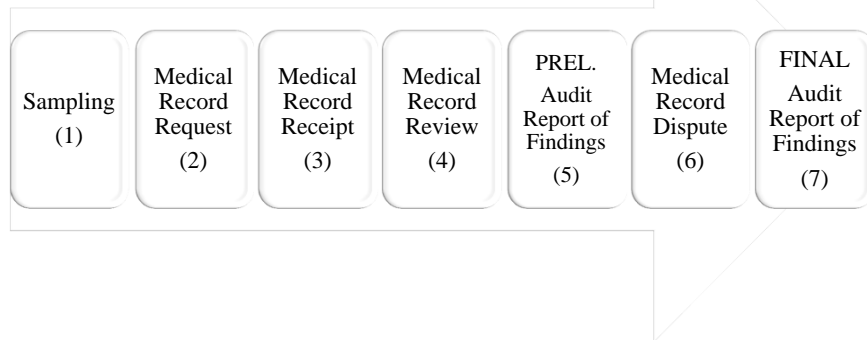 Sampling
(1)
Medical
Record
Request
(2)
Medical
Record
Receipt
(3)
Medical
Record
Review
(4)
PREL.
Audit
Report of
Findings
(5)
Medical
Record
Dispute
(6)
FINAL
Audit
Report of
Findings
(7)